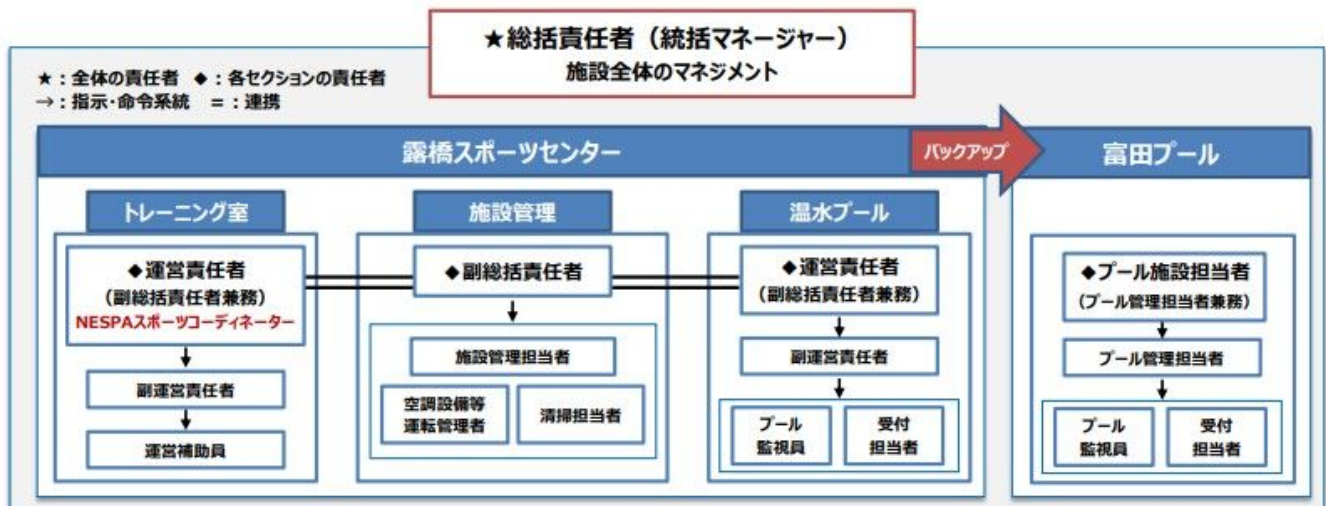 ★総括責任者（統括マネージャー）
施設全体のマネジメント
★：全体の責任者　◆：各セクションの責任者
→：指示・命令系統　＝：連携
露橋スポーツセンター
バックアップ
富田プール
トレーニング室
◆運営責任者
（副総括責任者兼務）
NESPAスポーツコーディネーター
副運営責任者
運営補助員
施設管理
◆副総括責任者
施設管理担当者
空調設備等
運転管理者
清掃担当者
温水プール
◆運営責任者
（副総括責任者兼務）
副運営責任者
プール
監視員
受付
担当者
◆プール施設担当者
（プール管理担当者兼務）
プール管理担当者
プール
監視員
受付
担当者